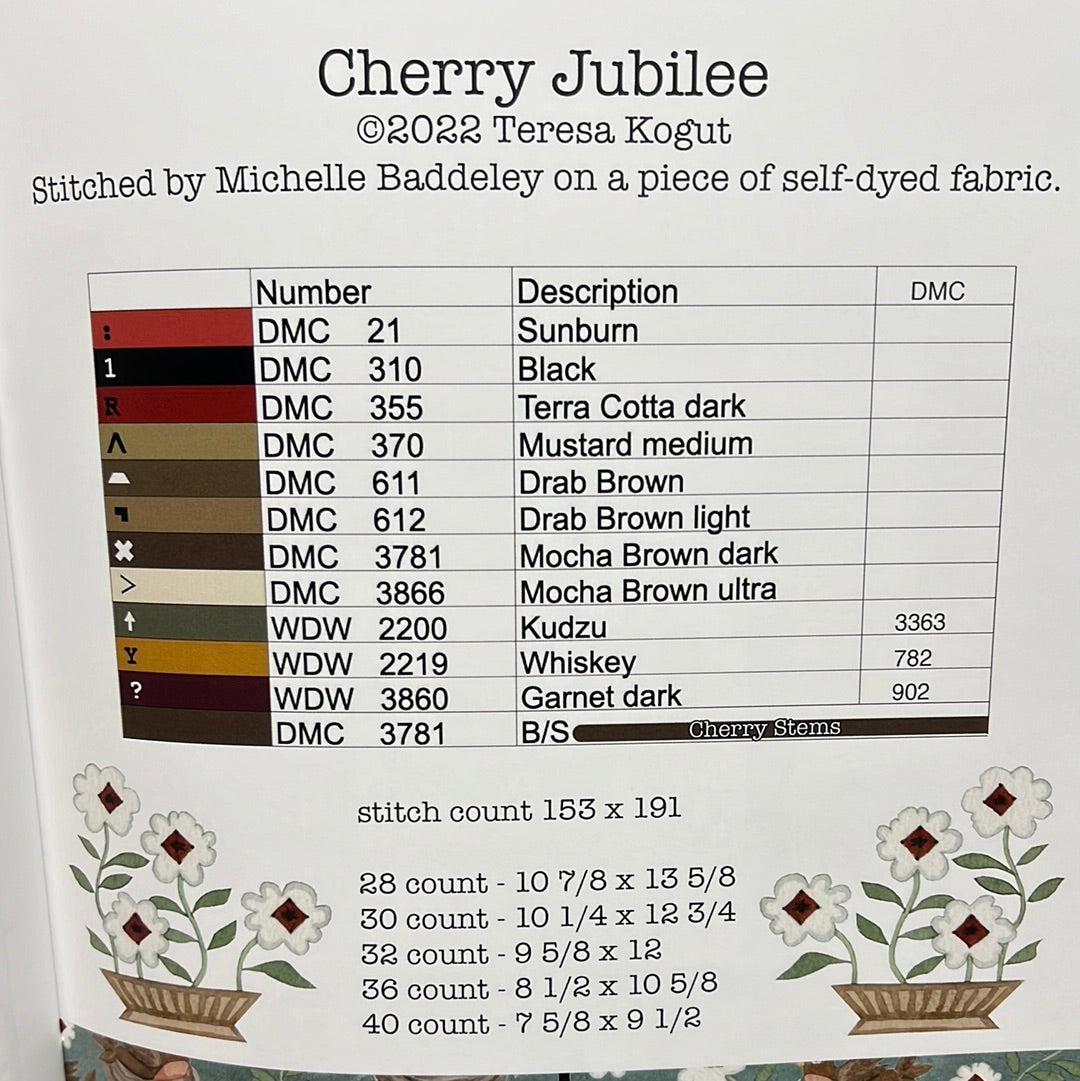 Cherry Jubilee
©2022 Teresa Kogut
Stitched by Michelle Baddeley on a piece of self-dyed fabric.
Number Description DMC
: DMC 21 Sunburn
1 DMC 310 Black
R DMC 355 Terra Cotta dark
Λ DMC 370 Mustard medium
DMC 611 Drab Brown
DMC 612 Drab Brown light
✖ DMC 3781 Mocha Brown dark
> DMC 3866 Mocha Brown ultra
↑ WDW 2200 Kudzu 3363
Y WDW 2219 Whiskey 782
? WDW 3860 Garnet dark 902
DMC 3781 B/S Cherry Stems
stitch count 153 x 191
28 count - 10 7/8 x 13 5/8
30 count - 10 1/4 x 12 3/4
32 count - 9 5/8 x 12
36 count - 8 1/2 x 10 5/8
40 count - 7 5/8 x 9 1/2